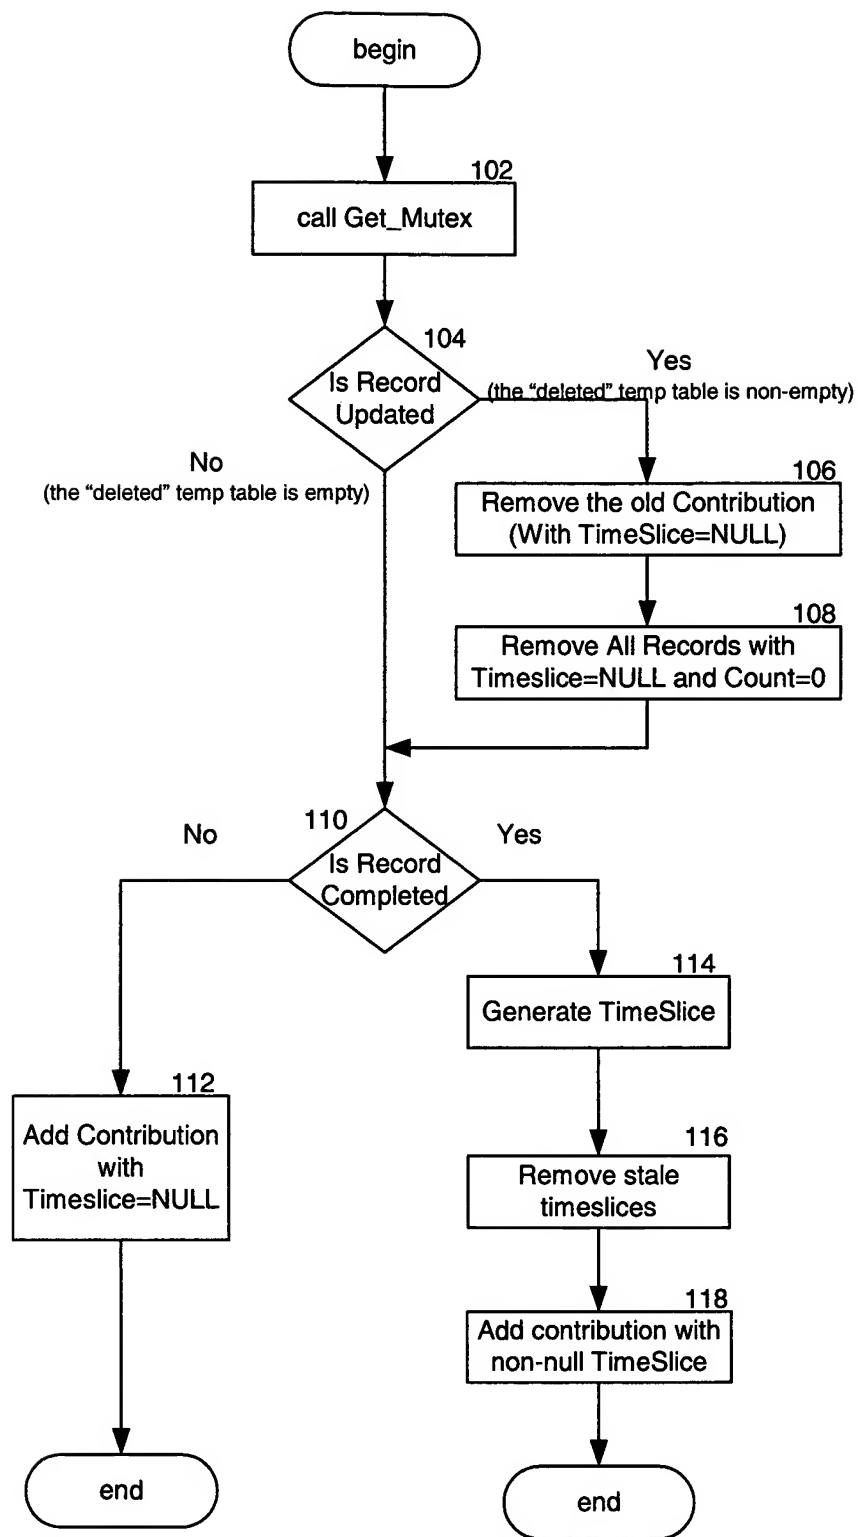 begin
102
call Get_Mutex
104
Is Record
Updated
Yes
(the “deleted” temp table is non-empty)
No
(the “deleted” temp table is empty)
106
Remove the old Contribution
(With TimeSlice=NULL)
108
Remove All Records with
Timeslice=NULL and Count=0
110
No
Yes
Is Record
Completed
114
Generate TimeSlice
112
Add Contribution
with
Timeslice=NULL
116
Remove stale
timeslices
118
Add contribution with
non-null TimeSlice
end
end